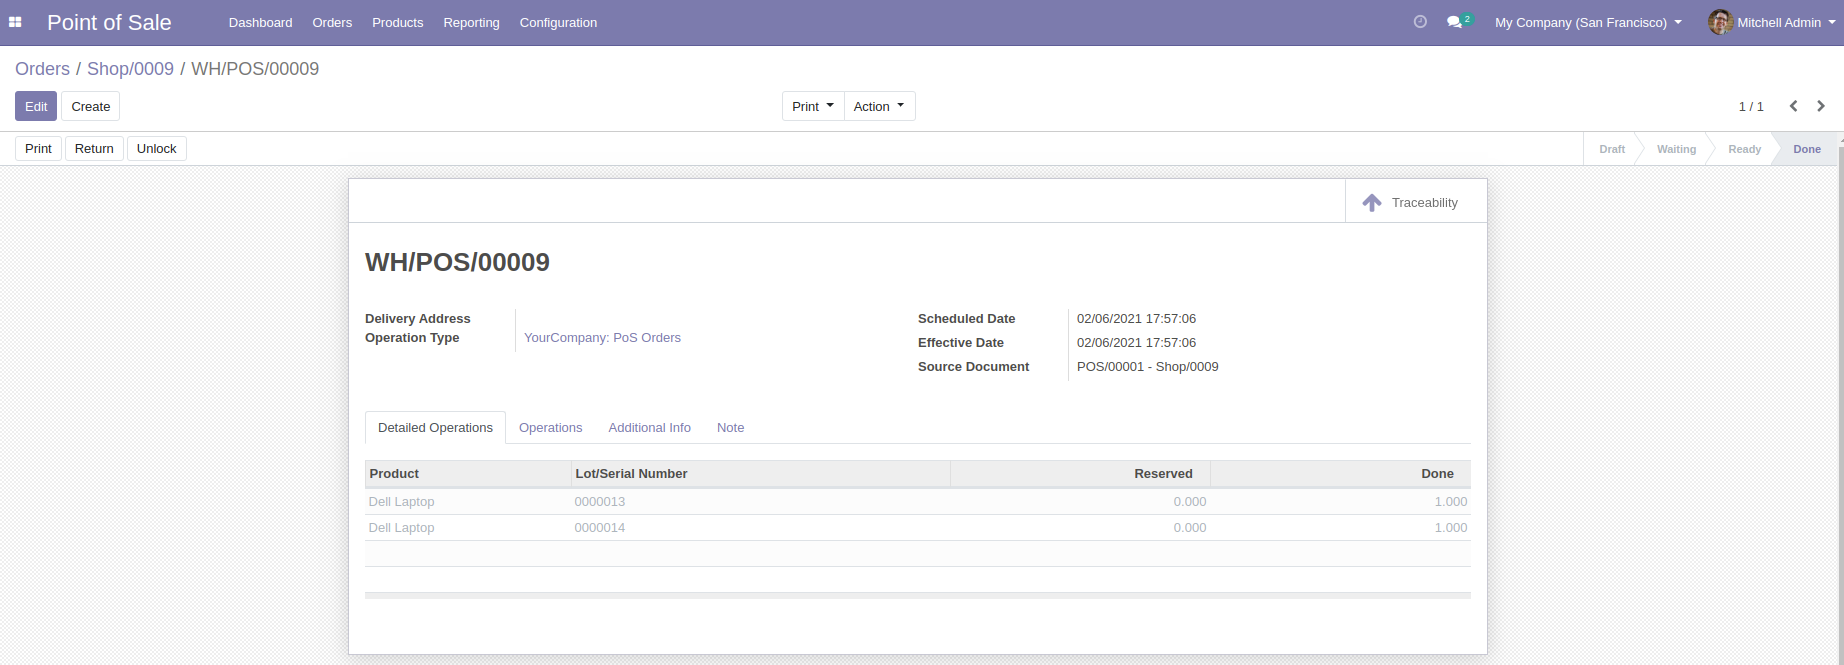 Point of Sale Dashboard Orders Products Reporting Configuration 2 My Company (San Francisco) Mitchell Admin
Orders / Shop/0009 / WH/POS/00009
Edit Create Print Action 1 / 1
Print Return Unlock Draft Waiting Ready Done
Traceability
WH/POS/00009
Delivery Address Scheduled Date 02/06/2021 17:57:06
Operation Type YourCompany: PoS Orders
Effective Date 02/06/2021 17:57:06
Source Document POS/00001 - Shop/0009
Detailed Operations Operations Additional Info Note
Product Lot/Serial Number Reserved Done
Dell Laptop 0000013 0.000 1.000
Dell Laptop 0000014 0.000 1.000